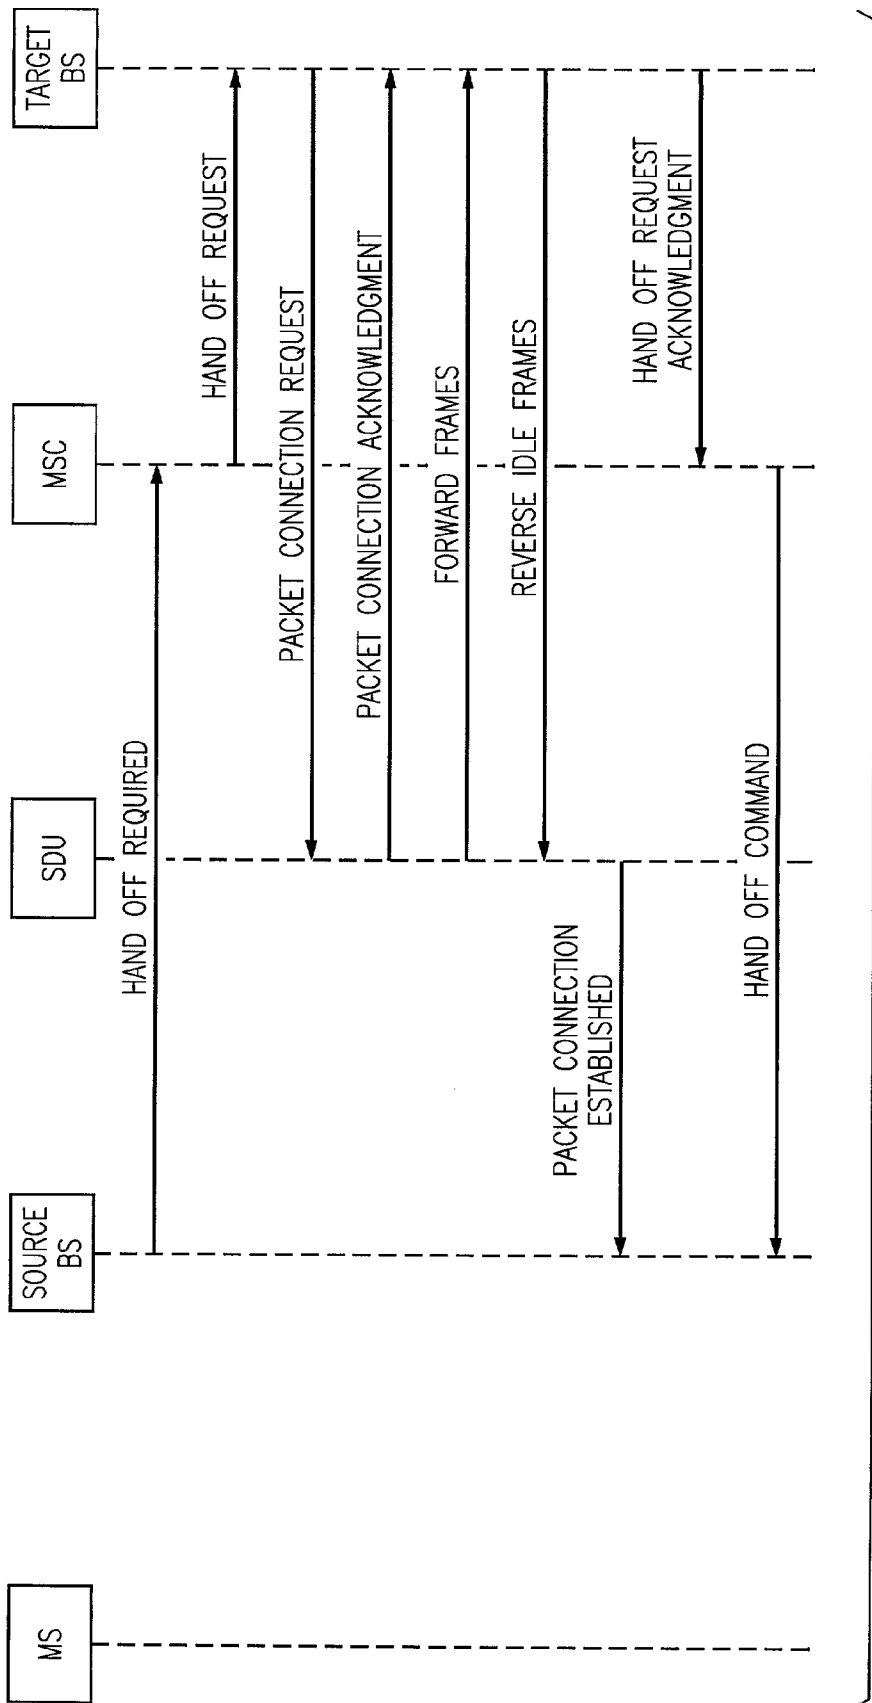 MS
SOURCE
BS
SDU
MSC
TARGET
BS
HAND OFF REQUIRED
HAND OFF REQUEST
PACKET CONNECTION REQUEST
PACKET CONNECTION ACKNOWLEDGMENT
FORWARD FRAMES
REVERSE IDLE FRAMES
PACKET CONNECTION
ESTABLISHED
HAND OFF REQUEST
ACKNOWLEDGMENT
HAND OFF COMMAND